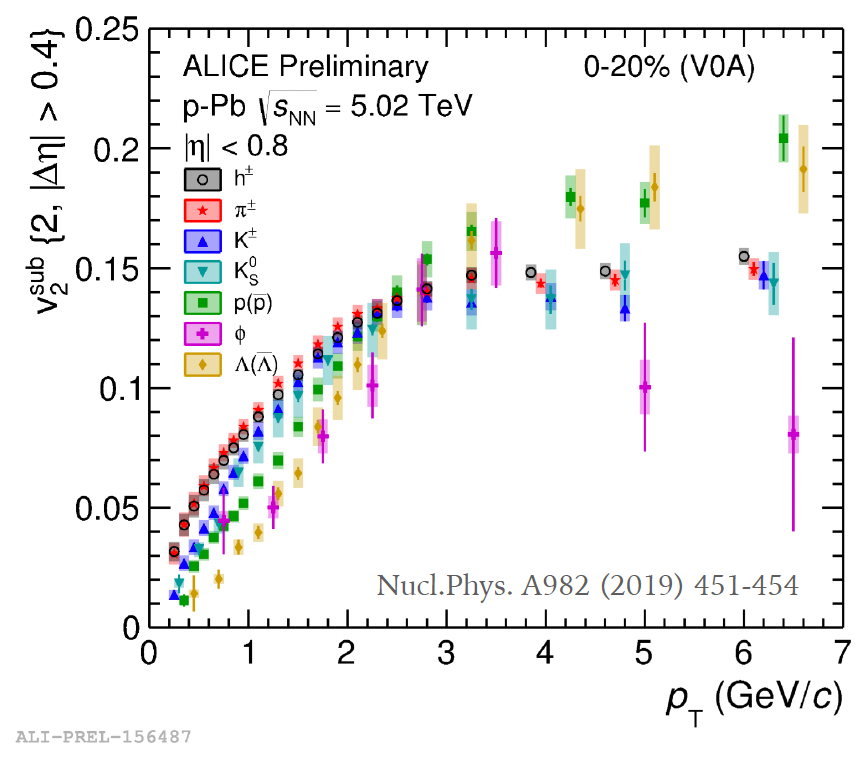 0.25
0.2
0.15
0.1
0.05
0
v₂ˢᵘᵇ {2, |Δη| > 0.4}
ALICE Preliminary
0-20% (V0A)
p-Pb √sNN = 5.02 TeV
|η| < 0.8
h±
π±
K±
K⁰S
p(p̅)
ϕ
Λ(Λ̅)
Nucl.Phys. A982 (2019) 451-454
0 1 2 3 4 5 6 7
pT (GeV/c)
ALI-PREL-156487